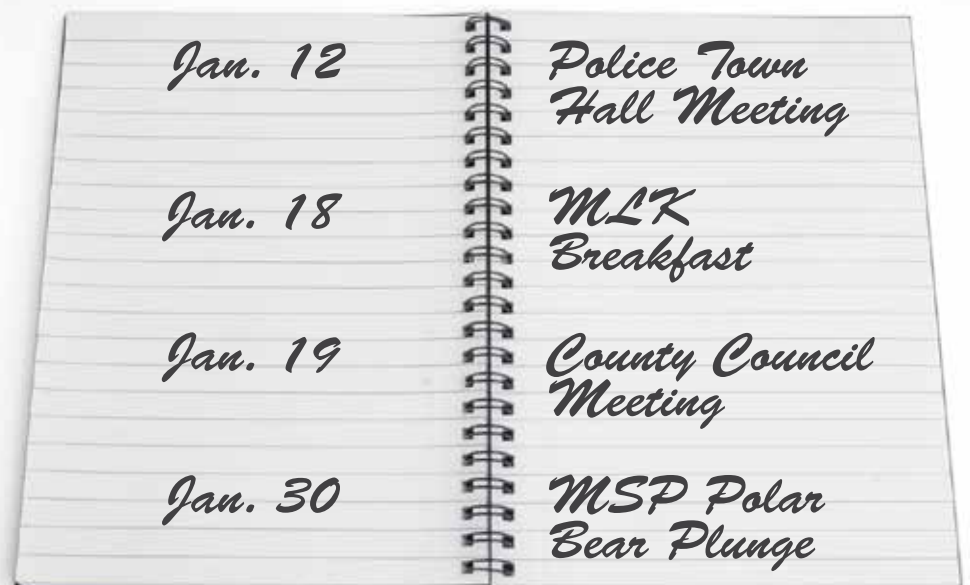 Jan. 12
Police Town
Hall Meeting
Jan. 18
MLK
Breakfast
Jan. 19
County Council
Meeting
Jan. 30
MSP Polar
Bear Plunge